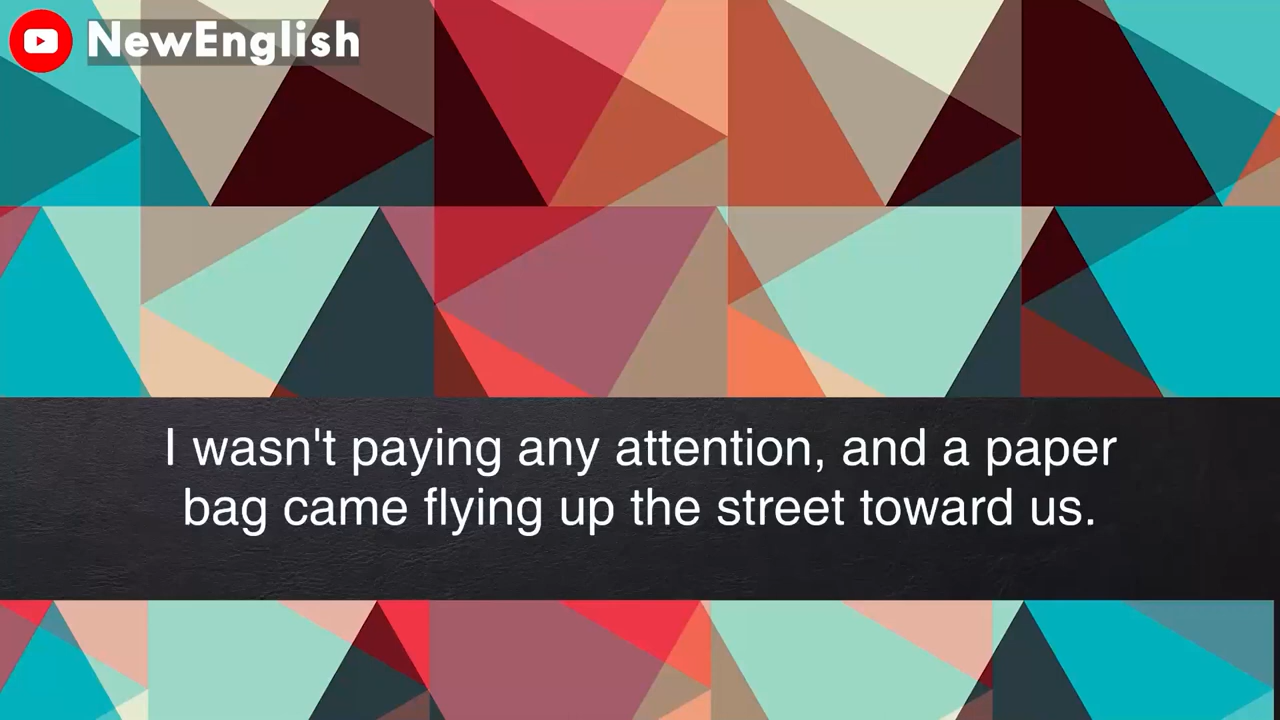 NewEnglish
I wasn't paying any attention, and a paper
bag came flying up the street toward us.